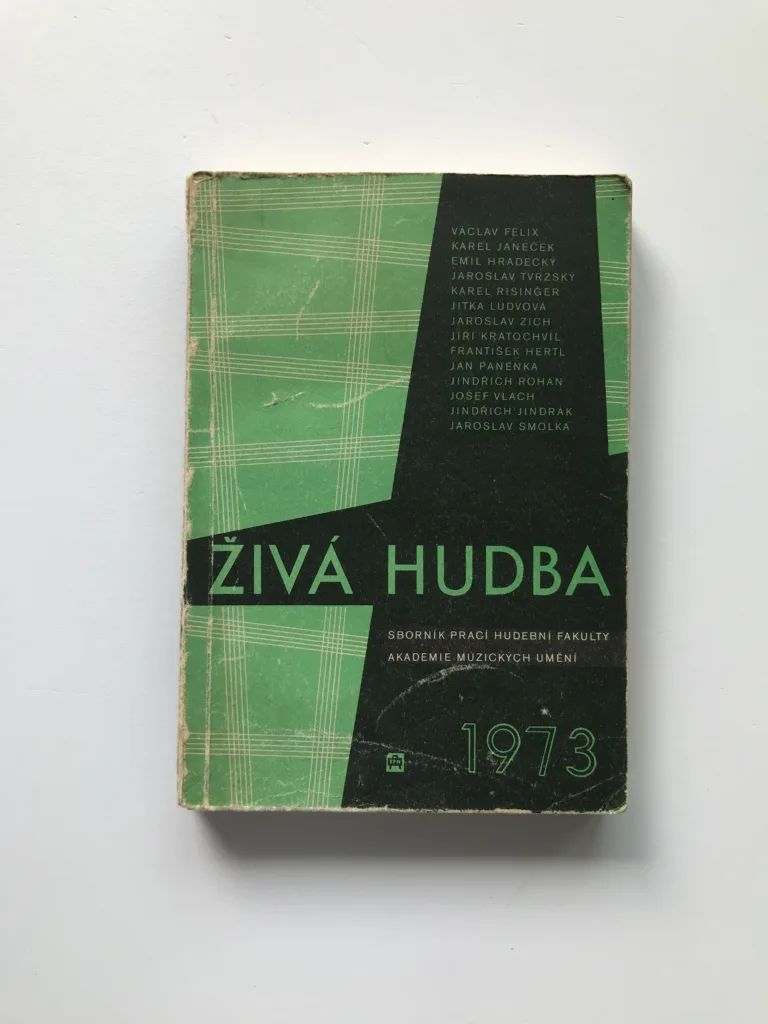 VÁCLAV FELIX
KAREL JANEČEK
EMIL HRADECKÝ
JAROSLAV TVRZSKÝ
KAREL RISINGER
JITKA LUDVOVÁ
JAROSLAV ZICH
JIŘÍ KRATOCHVÍL
FRANTIŠEK HERTL
JAN PANENKA
JINDŘICH ROHAN
JOSEF VLACH
JINDŘICH JINDRÁK
JAROSLAV SMOLKA
ŽIVÁ HUDBA
SBORNÍK PRACÍ HUDEBNÍ FAKULTY
AKADEMIE MÚZICKÝCH UMĚNÍ
1973
SPN